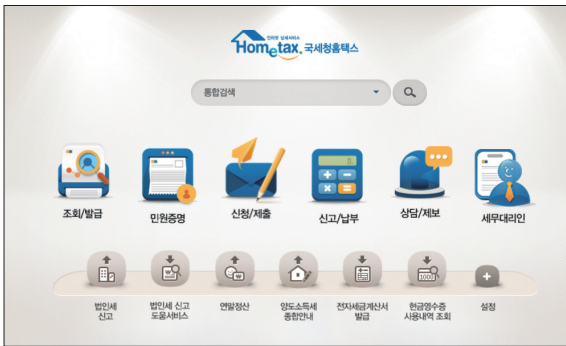 인터넷 납세서비스
Hometax. 국세청홈택스
통합검색
조회/발급
민원증명
신청/제출
신고/납부
상담/제보
세무대리인
법인세
신고
법인세 신고
도움서비스
연말정산
양도소득세
종합안내
전자세금계산서
발급
현금영수증
사용내역 조회
설정
1000